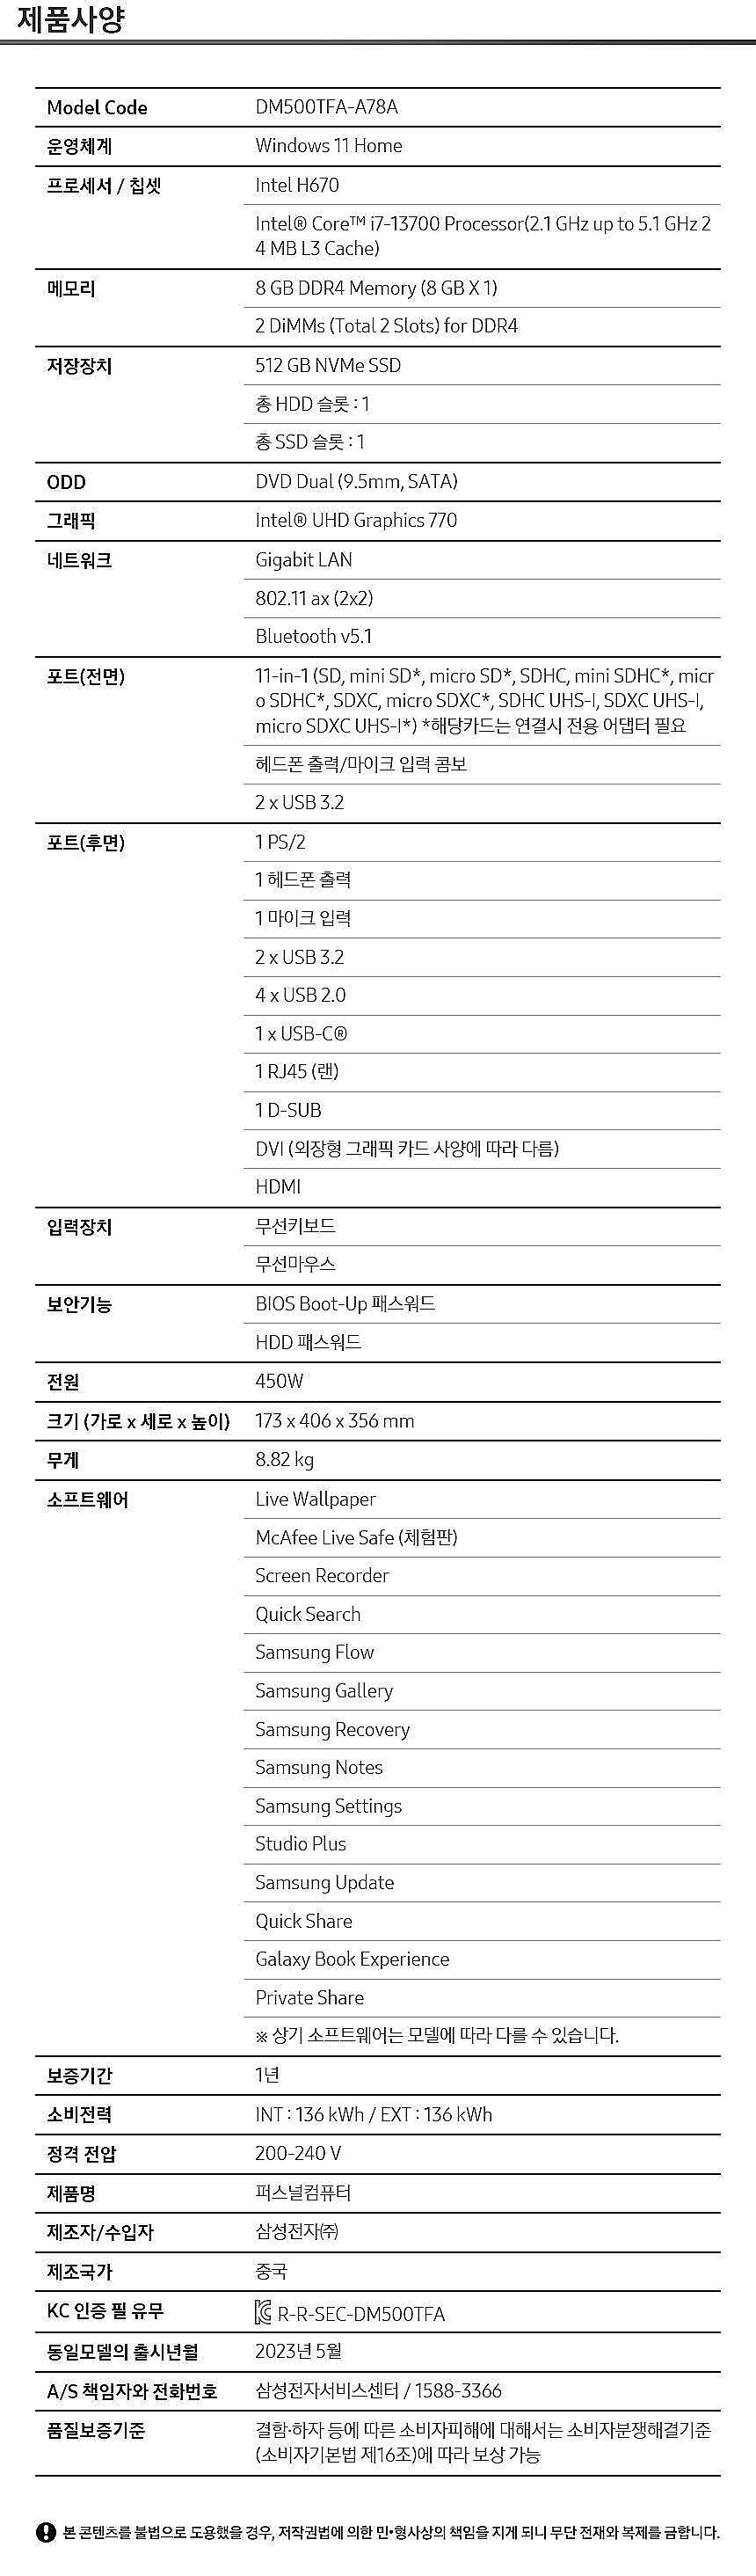 제품사양
Model Code DM500TFA-A78A
운영체계 Windows 11 Home
프로세서 / 칩셋 Intel H670
Intel® Core™ i7-13700 Processor(2.1 GHz up to 5.1 GHz 2
4 MB L3 Cache)
메모리 8 GB DDR4 Memory (8 GB X 1)
2 DiMMs (Total 2 Slots) for DDR4
저장장치 512 GB NVMe SSD
총 HDD 슬롯 : 1
총 SSD 슬롯 : 1
ODD DVD Dual (9.5mm, SATA)
그래픽 Intel® UHD Graphics 770
네트워크 Gigabit LAN
802.11 ax (2x2)
Bluetooth v5.1
포트(전면) 11-in-1 (SD, mini SD*, micro SD*, SDHC, mini SDHC*, micr
o SDHC*, SDXC, micro SDXC*, SDHC UHS-I, SDXC UHS-I,
micro SDXC UHS-I*) *해당카드는 연결시 전용 어댑터 필요
헤드폰 출력/마이크 입력 콤보
2 x USB 3.2
포트(후면) 1 PS/2
1 헤드폰 출력
1 마이크 입력
2 x USB 3.2
4 x USB 2.0
1 x USB-C®
1 RJ45 (랜)
1 D-SUB
DVI (외장형 그래픽 카드 사양에 따라 다름)
HDMI
입력장치 무선키보드
무선마우스
보안기능 BIOS Boot-Up 패스워드
HDD 패스워드
전원 450W
크기 (가로 x 세로 x 높이) 173 x 406 x 356 mm
무게 8.82 kg
소프트웨어 Live Wallpaper
McAfee Live Safe (체험판)
Screen Recorder
Quick Search
Samsung Flow
Samsung Gallery
Samsung Recovery
Samsung Notes
Samsung Settings
Studio Plus
Samsung Update
Quick Share
Galaxy Book Experience
Private Share
※ 상기 소프트웨어는 모델에 따라 다를 수 있습니다.
보증기간 1년
소비전력 INT : 136 kWh / EXT : 136 kWh
정격 전압 200-240 V
제품명 퍼스널컴퓨터
제조자/수입자 삼성전자㈜
제조국가 중국
KC 인증 필 유무 R-R-SEC-DM500TFA
동일모델의 출시년월 2023년 5월
A/S 책임자와 전화번호 삼성전자서비스센터 / 1588-3366
품질보증기준 결함·하자 등에 따른 소비자피해에 대해서는 소비자분쟁해결기준
(소비자기본법 제16조)에 따라 보상 가능
본 콘텐츠를 불법으로 도용했을 경우, 저작권법에 의한 민•형사상의 책임을 지게 되니 무단 전재와 복제를 금합니다.